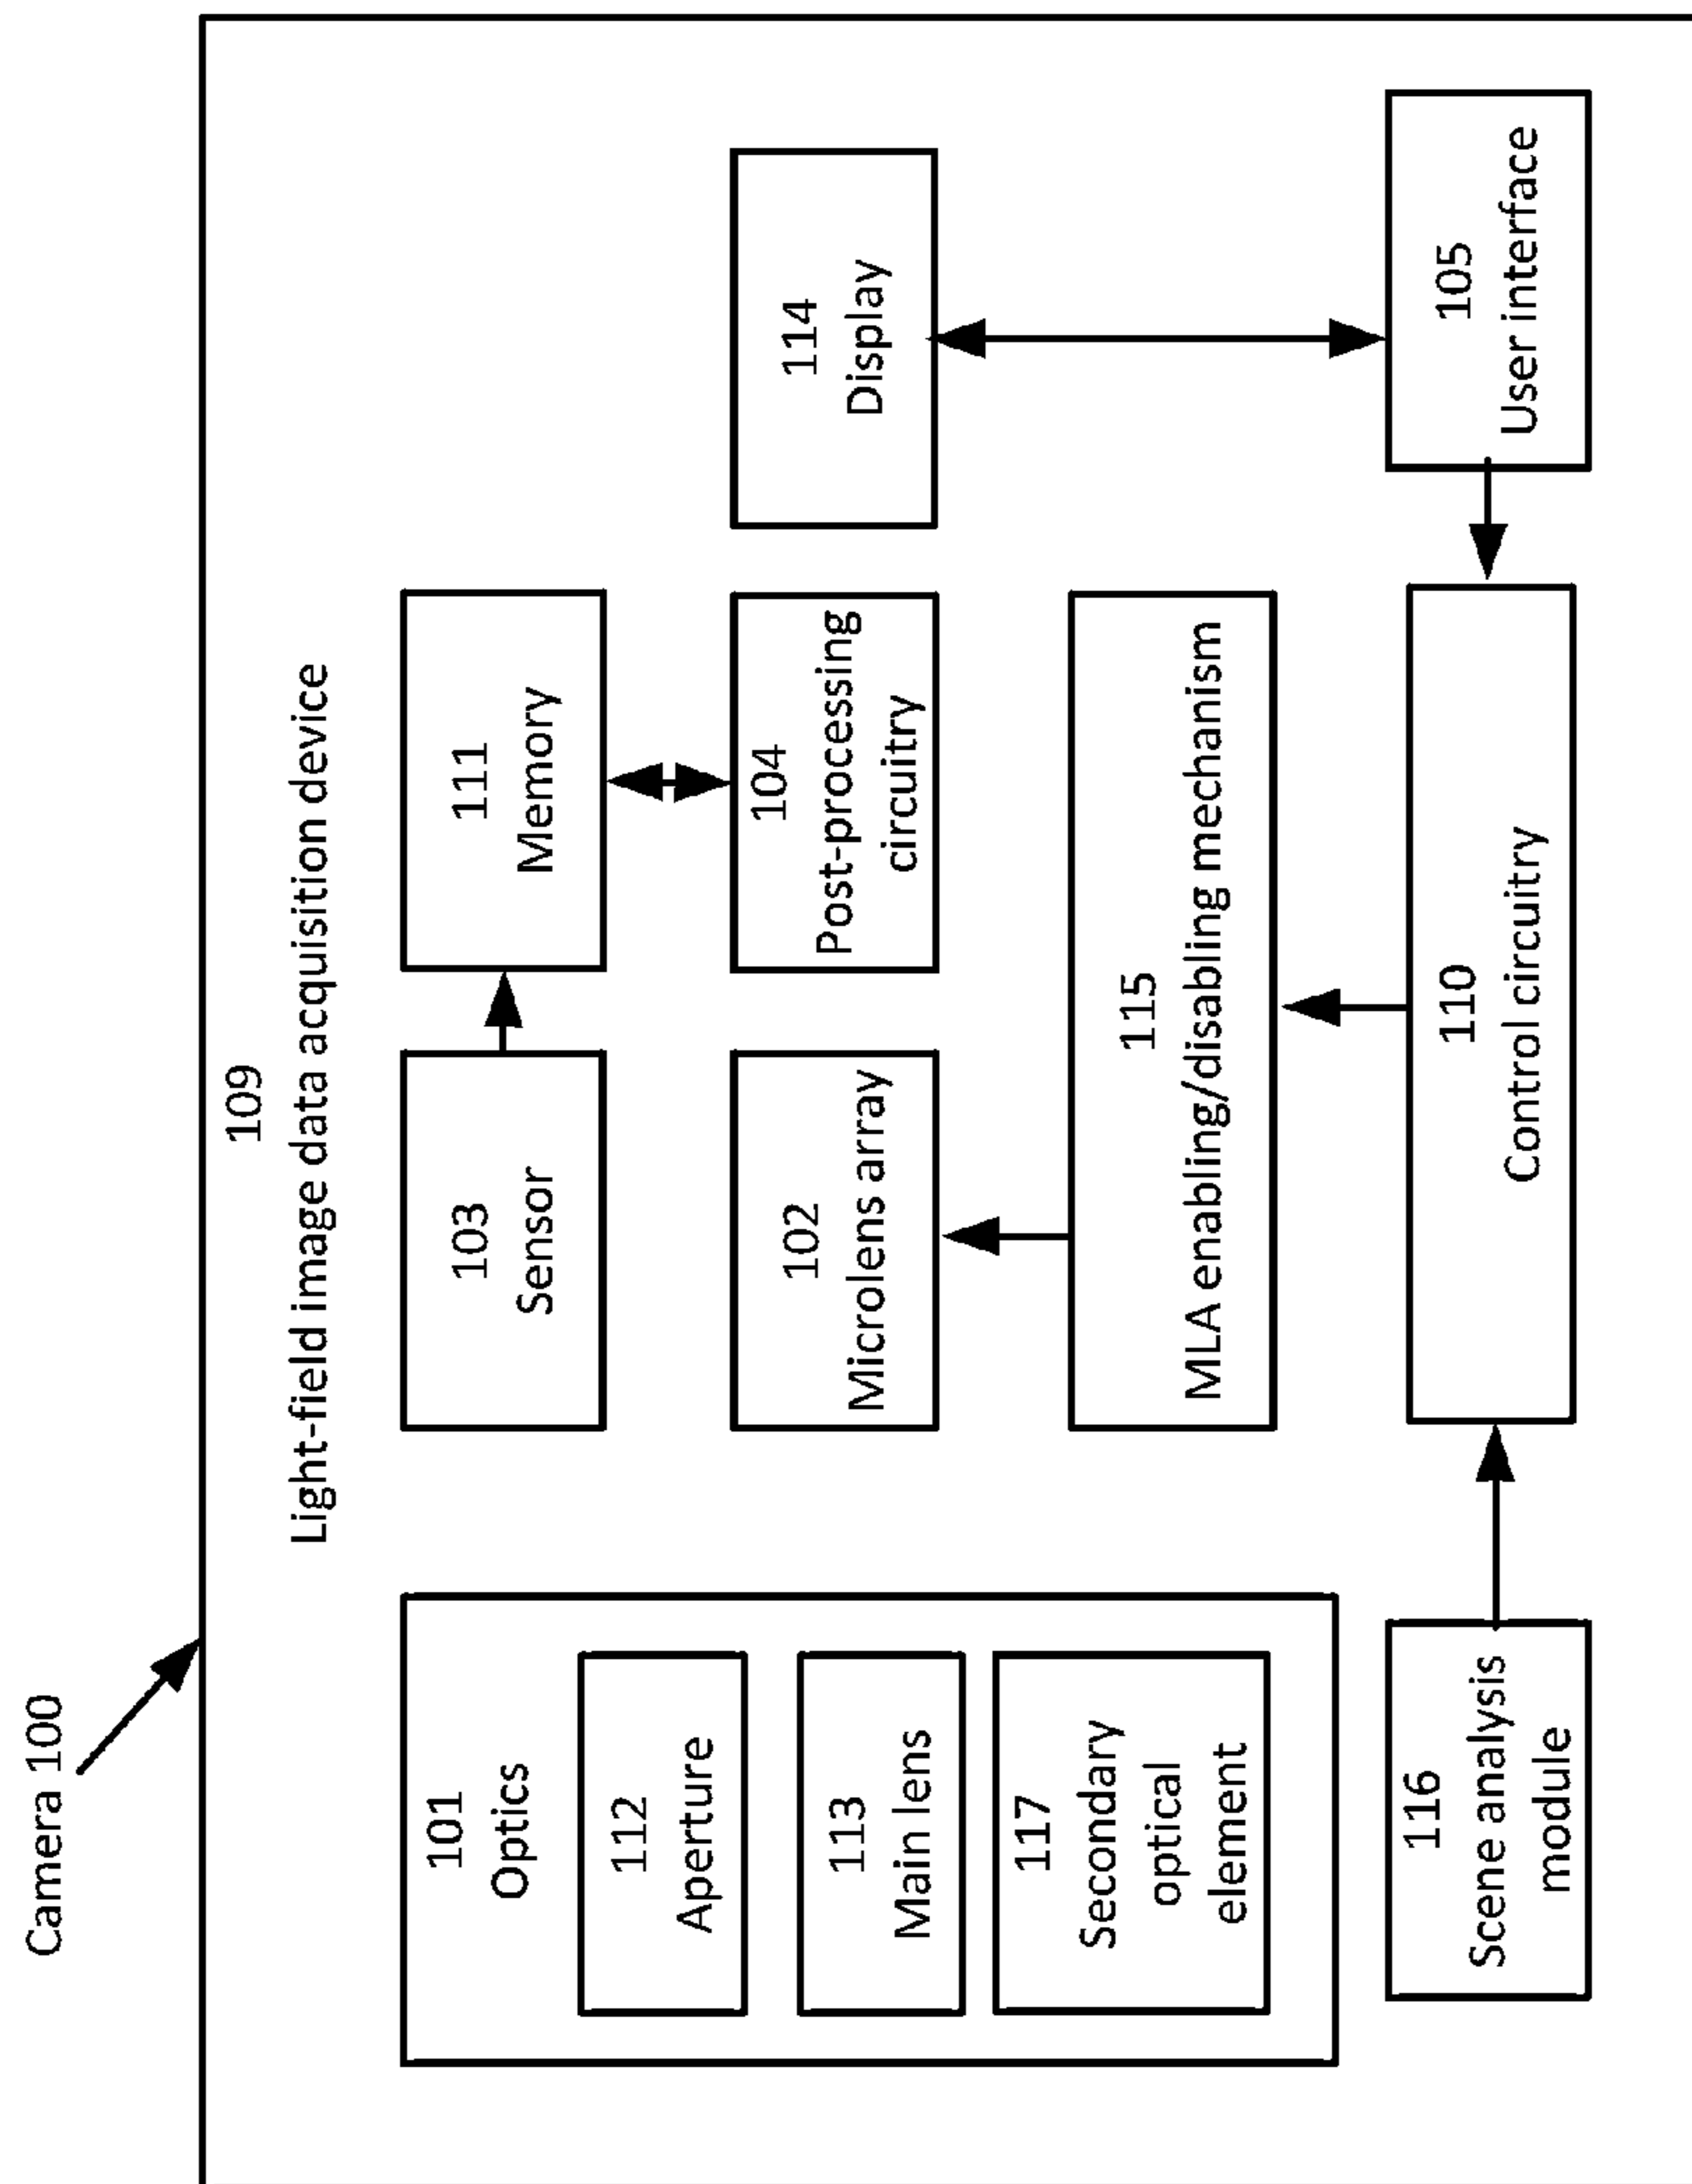 Camera 100
109
Light-field image data acquisition device
101
Optics
112
Aperture
113
Main lens
117
Secondary
optical
element
103
Sensor
111
Memory
102
Microlens array
104
Post-processing
circuitry
114
Display
115
MLA enabling/disabling mechanism
116
Scene analysis
module
110
Control circuitry
105
User interface